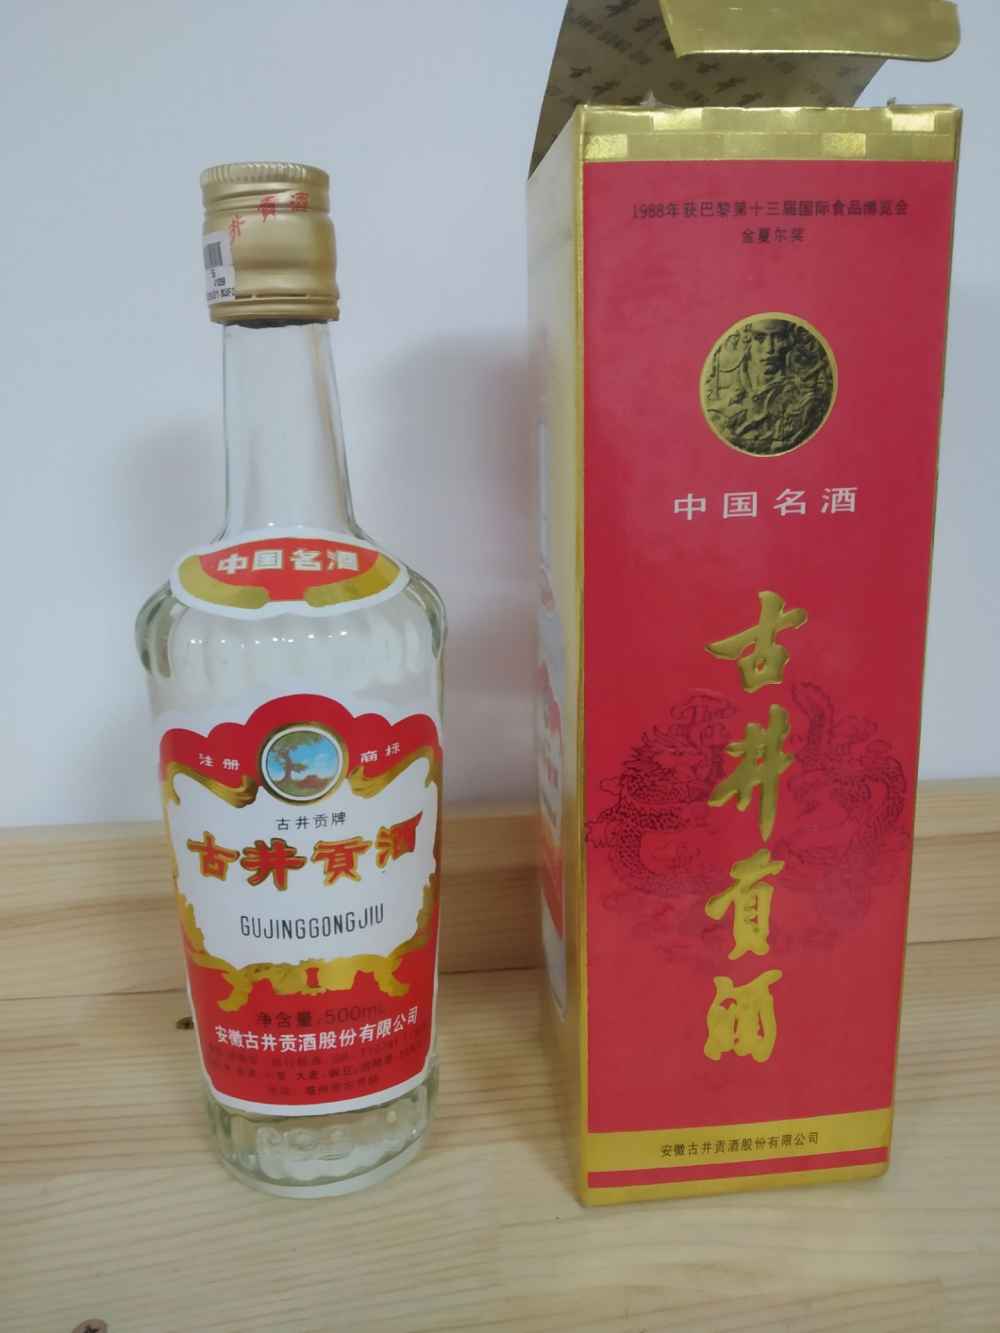 井贡酒
中国名酒
注册 商标
古井贡牌
古井贡酒
GUJINGGONGJIU
净含量:500mL
安徽古井贡酒股份有限公司
1988年获巴黎第十三届国际食品博览会
金夏尔奖
中国名酒
古井贡酒
安徽古井贡酒股份有限公司